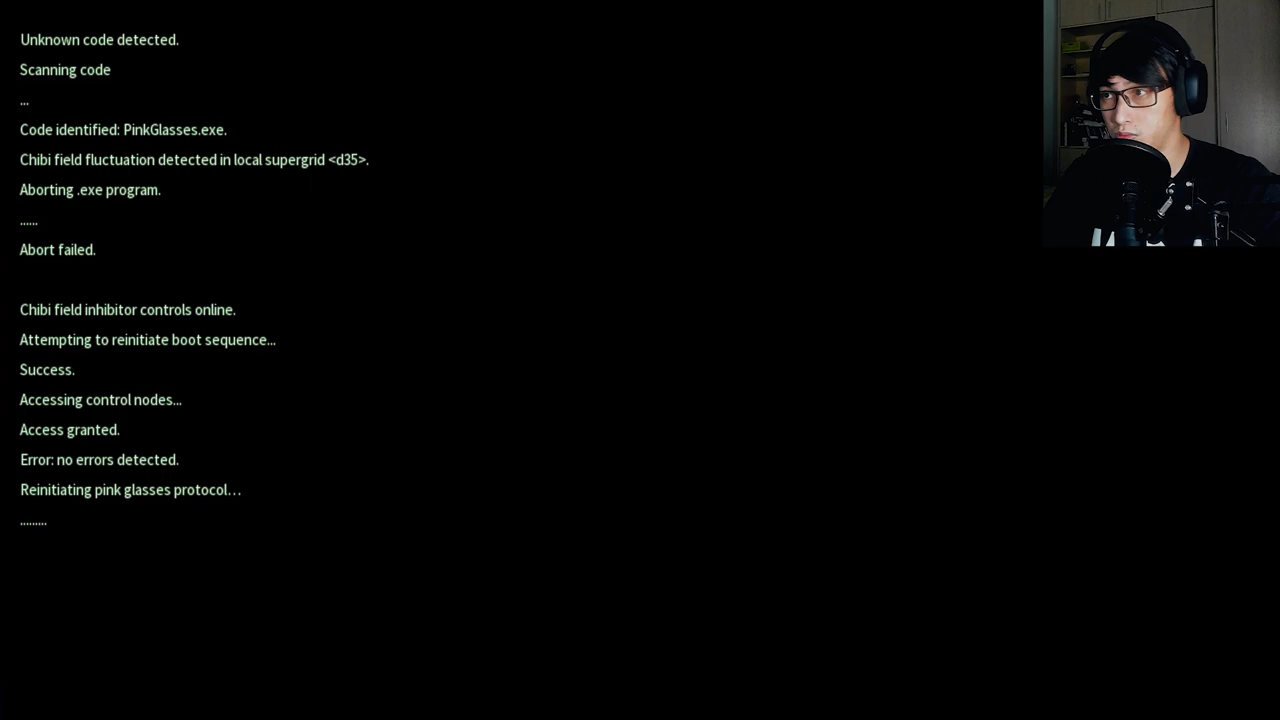 Unknown code detected.
Scanning code
...
Code identified: PinkGlasses.exe.
Chibi field fluctuation detected in local supergrid <d35>.
Aborting .exe program.
......
Abort failed.
Chibi field inhibitor controls online.
Attempting to reinitiate boot sequence...
Success.
Accessing control nodes...
Access granted.
Error: no errors detected.
Reinitiating pink glasses protocol…
.........